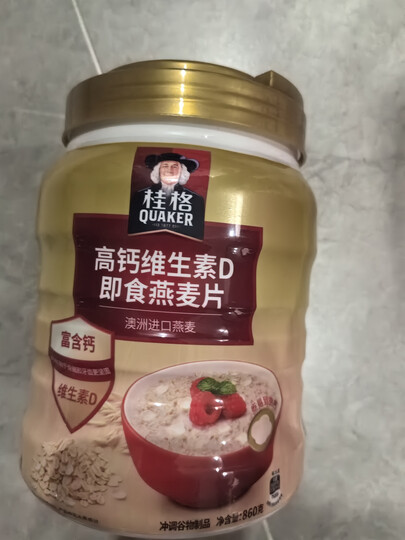 桂格
QUAKER
高钙维生素D
即食燕麦片
澳洲进口燕麦
富含钙
维生素D
净含量:860克